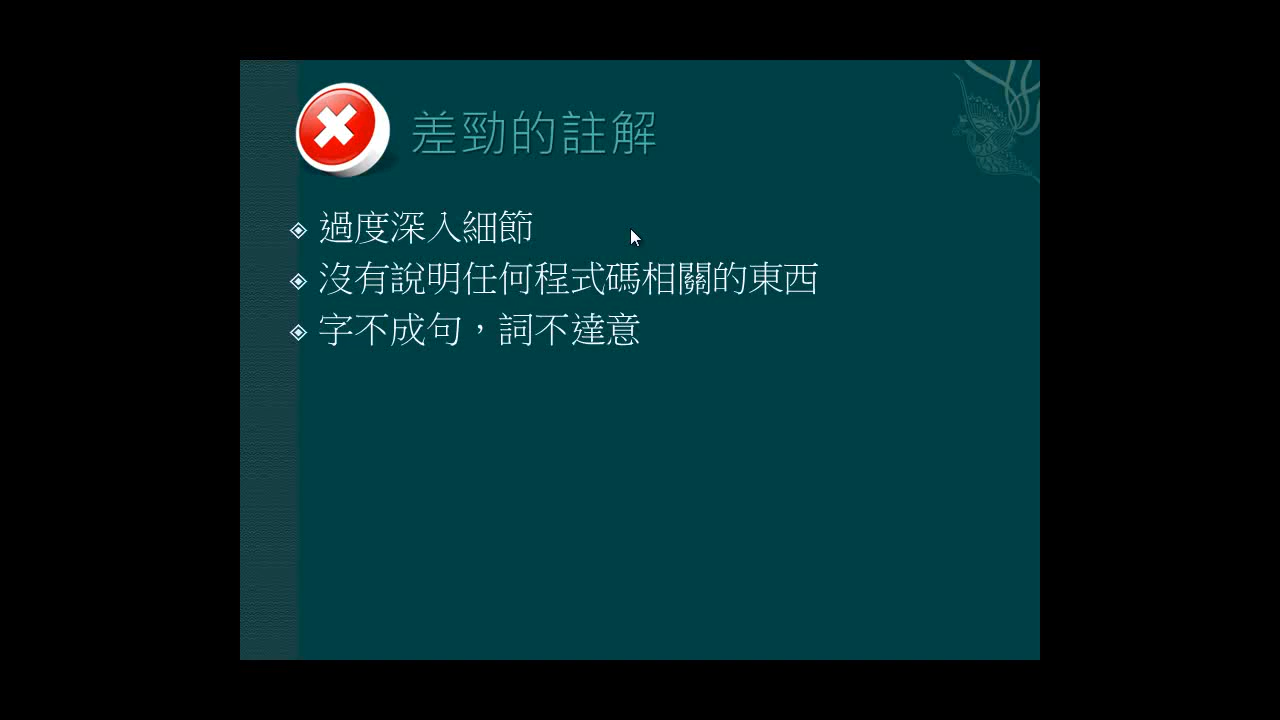 差勁的註解
過度深入細節
沒有說明任何程式碼相關的東西
字不成句，詞不達意